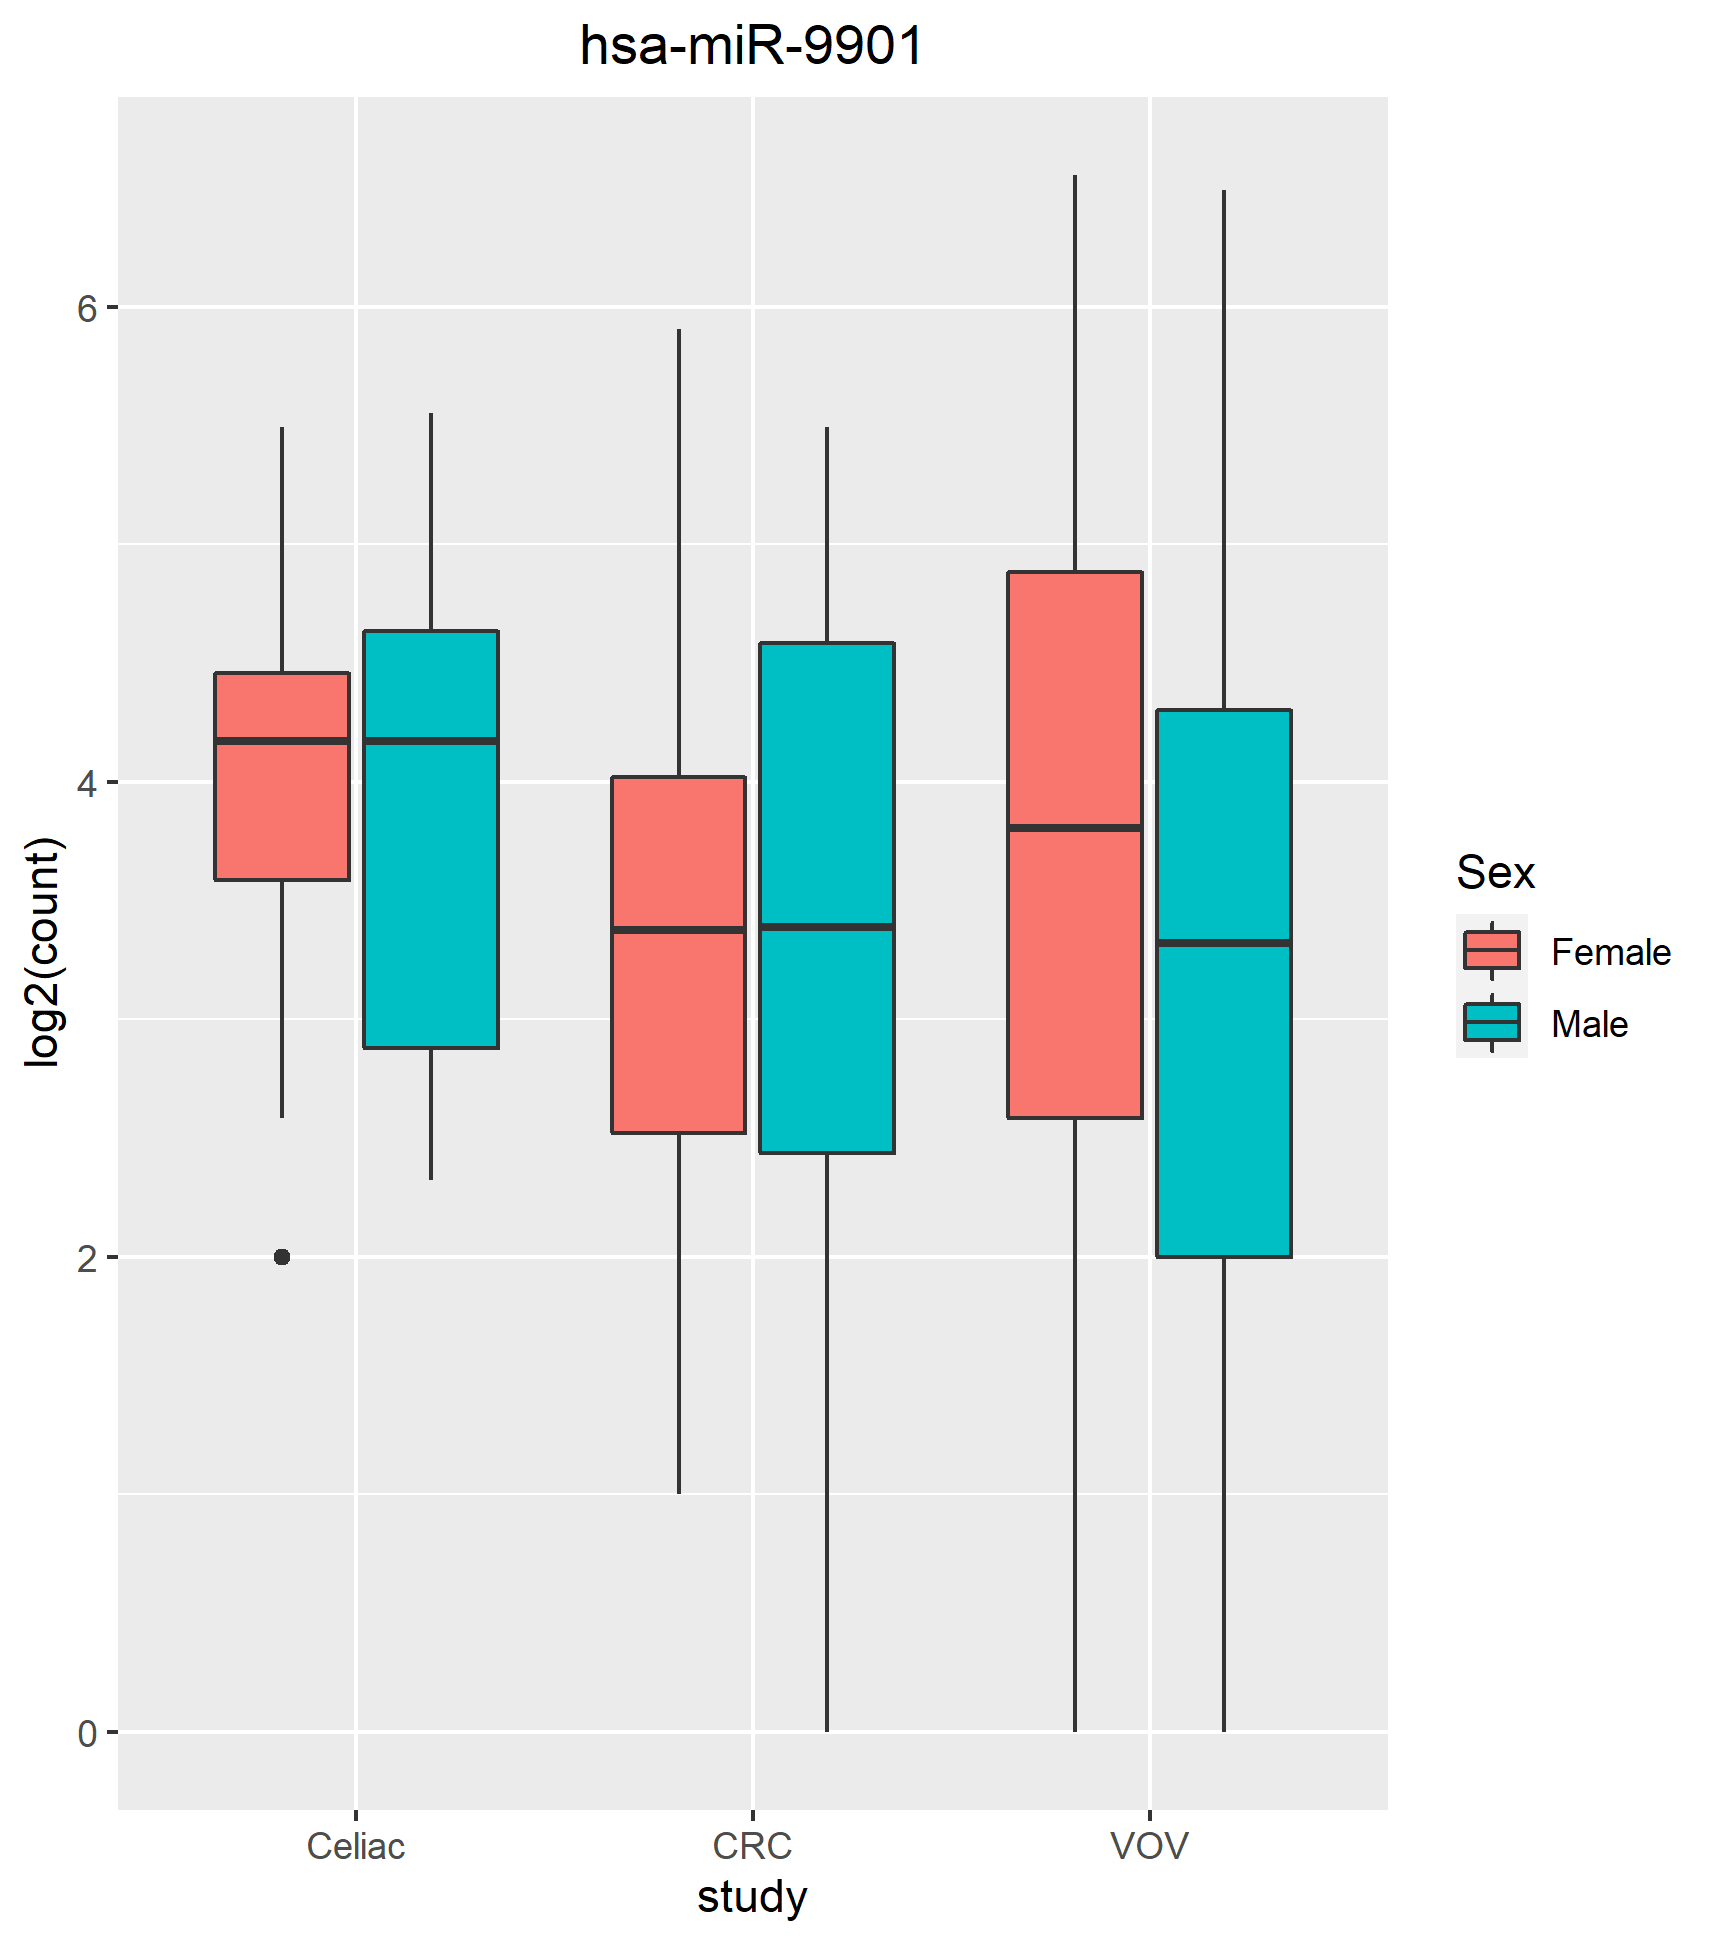 hsa-miR-9901
log2(count)
6
4
2
0
Celiac
CRC
VOV
study
Sex
Female
Male